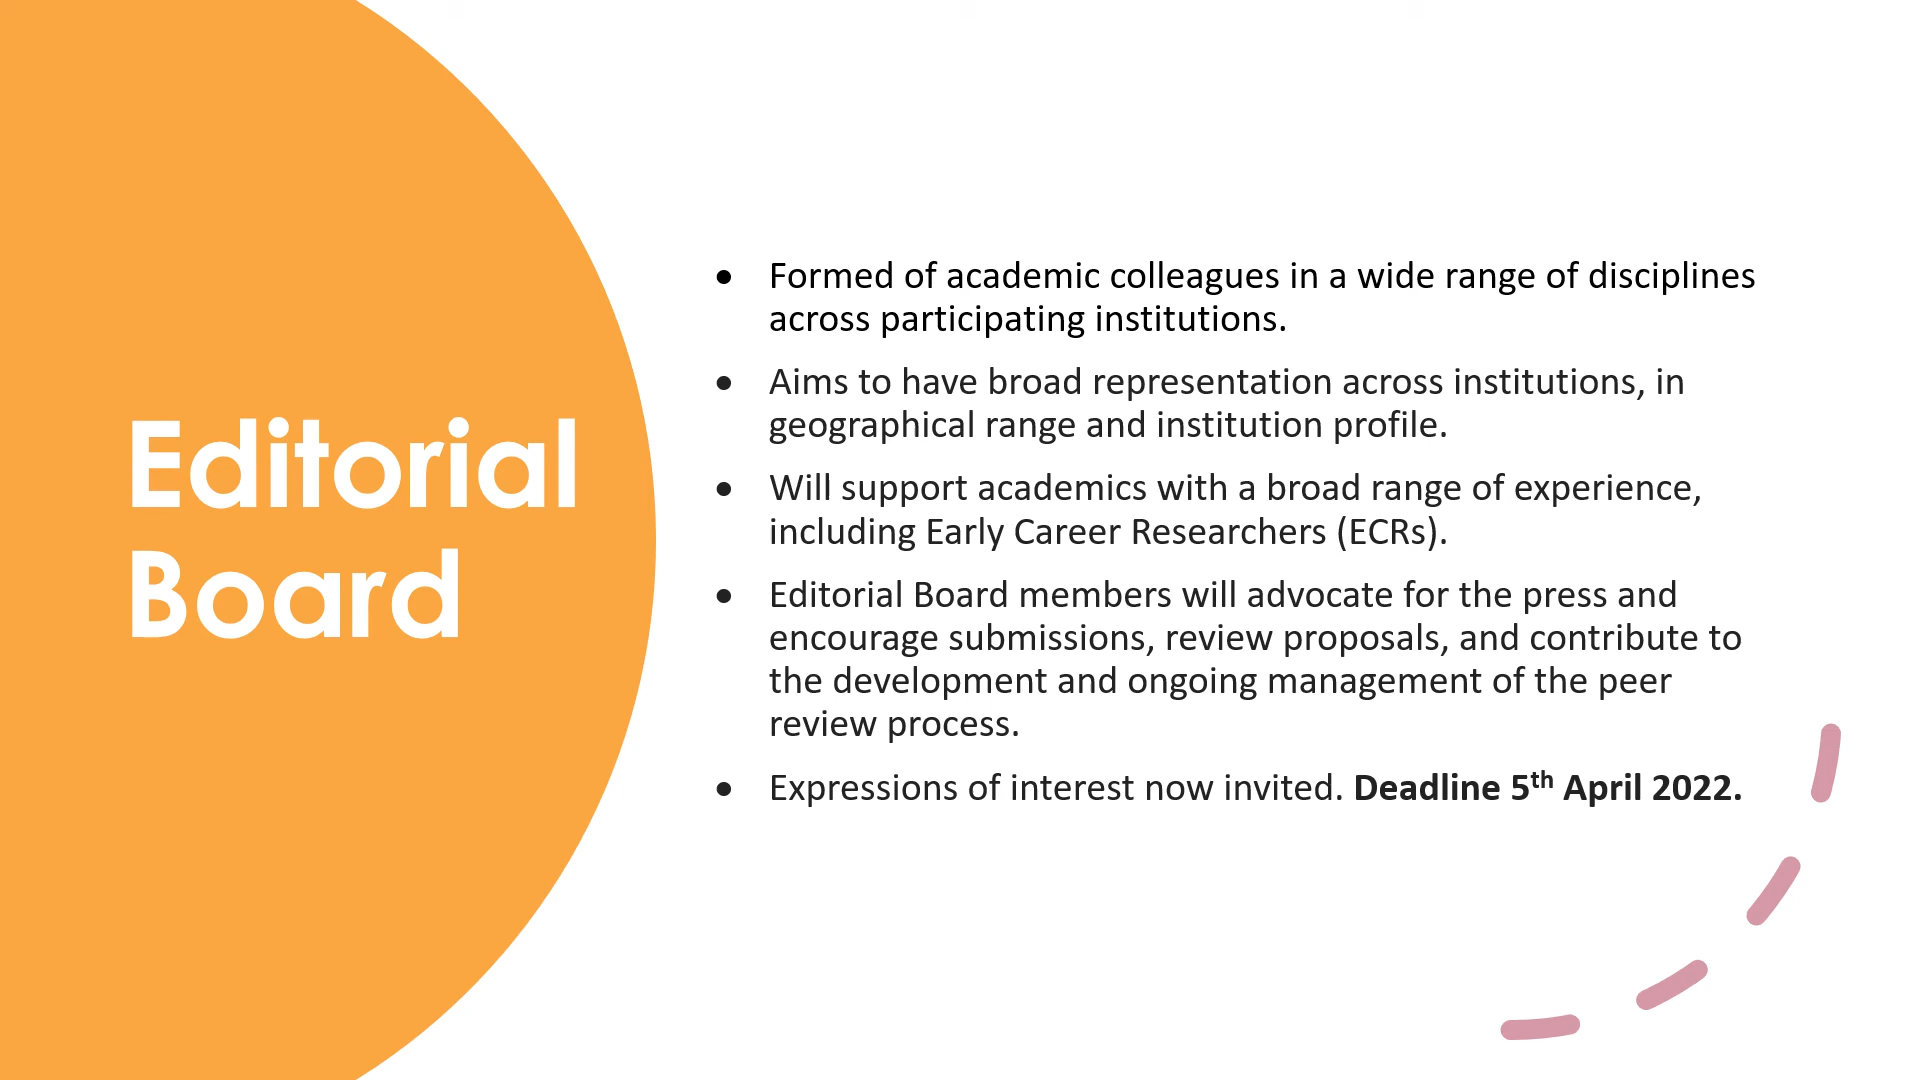 Editorial
Board
• Formed of academic colleagues in a wide range of disciplines
across participating institutions.
• Aims to have broad representation across institutions, in
geographical range and institution profile.
• Will support academics with a broad range of experience,
including Early Career Researchers (ECRs).
• Editorial Board members will advocate for the press and
encourage submissions, review proposals, and contribute to
the development and ongoing management of the peer
review process.
• Expressions of interest now invited. Deadline 5th April 2022.